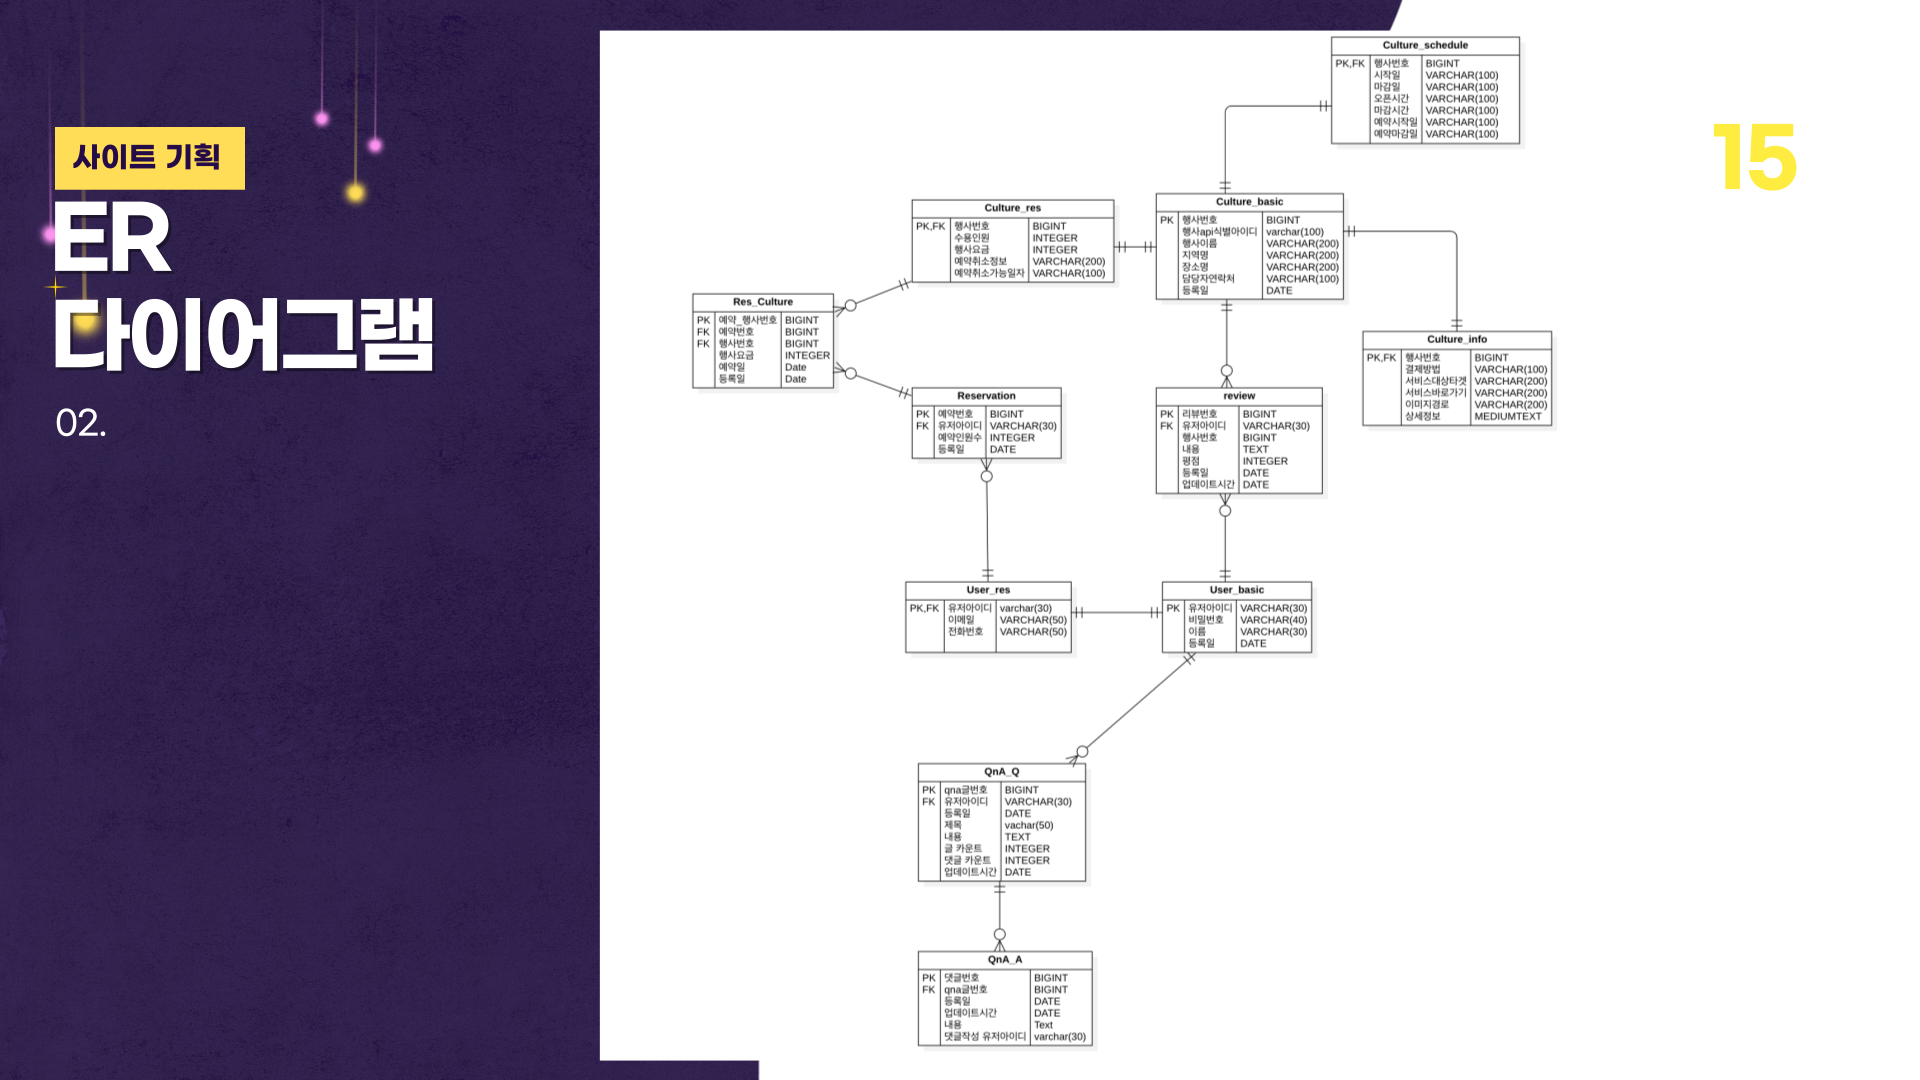 사이트 기획
ER
다이어그램
02.
15
Culture_schedule
PK,FK 행사번호 BIGINT
시작일 VARCHAR(100)
마감일 VARCHAR(100)
오픈시간 VARCHAR(100)
마감시간 VARCHAR(100)
예약시작일 VARCHAR(100)
예약마감일 VARCHAR(100)
Culture_res
PK,FK 행사번호 BIGINT
수용인원 INTEGER
행사요금 INTEGER
예약취소정보 VARCHAR(200)
예약취소가능일자 VARCHAR(100)
Culture_basic
PK 행사번호 BIGINT
행사api식별아이디 varchar(100)
행사이름 VARCHAR(200)
지역명 VARCHAR(200)
장소명 VARCHAR(200)
담당자연락처 VARCHAR(100)
등록일 DATE
Res_Culture
PK 예약_행사번호 BIGINT
FK 예약번호 BIGINT
FK 행사번호 BIGINT
행사요금 INTEGER
예약일 Date
등록일 Date
Culture_info
PK,FK 행사번호 BIGINT
결제방법 VARCHAR(100)
서비스대상타겟 VARCHAR(200)
서비스바로가기 VARCHAR(200)
이미지경로 VARCHAR(200)
상세정보 MEDIUMTEXT
Reservation
PK 예약번호 BIGINT
FK 유저아이디 VARCHAR(30)
예약인원수 INTEGER
등록일 DATE
review
PK 리뷰번호 BIGINT
FK 유저아이디 VARCHAR(30)
행사번호 BIGINT
내용 TEXT
평점 INTEGER
등록일 DATE
업데이트시간 DATE
User_res
PK,FK 유저아이디 varchar(30)
이메일 VARCHAR(50)
전화번호 VARCHAR(50)
User_basic
PK 유저아이디 VARCHAR(30)
비밀번호 VARCHAR(40)
이름 VARCHAR(30)
등록일 DATE
QnA_Q
PK qna글번호 BIGINT
FK 유저아이디 VARCHAR(30)
등록일 DATE
제목 vachar(50)
내용 TEXT
글 카운트 INTEGER
댓글 카운트 INTEGER
업데이트시간 DATE
QnA_A
PK 댓글번호 BIGINT
FK qna글번호 BIGINT
등록일 DATE
업데이트시간 DATE
내용 Text
댓글작성 유저아이디 varchar(30)